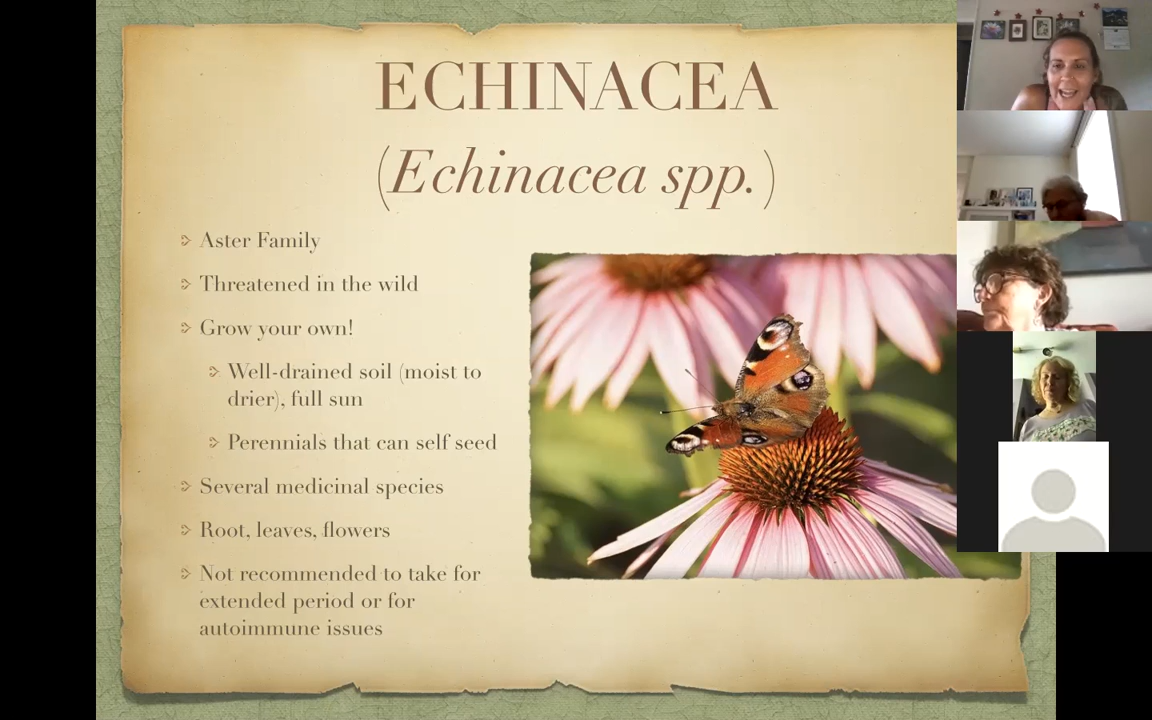 ECHINACEA
(Echinacea spp.)
Aster Family
Threatened in the wild
Grow your own!
Well-drained soil (moist to
drier), full sun
Perennials that can self seed
Several medicinal species
Root, leaves, flowers
Not recommended to take for
extended period or for
autoimmune issues